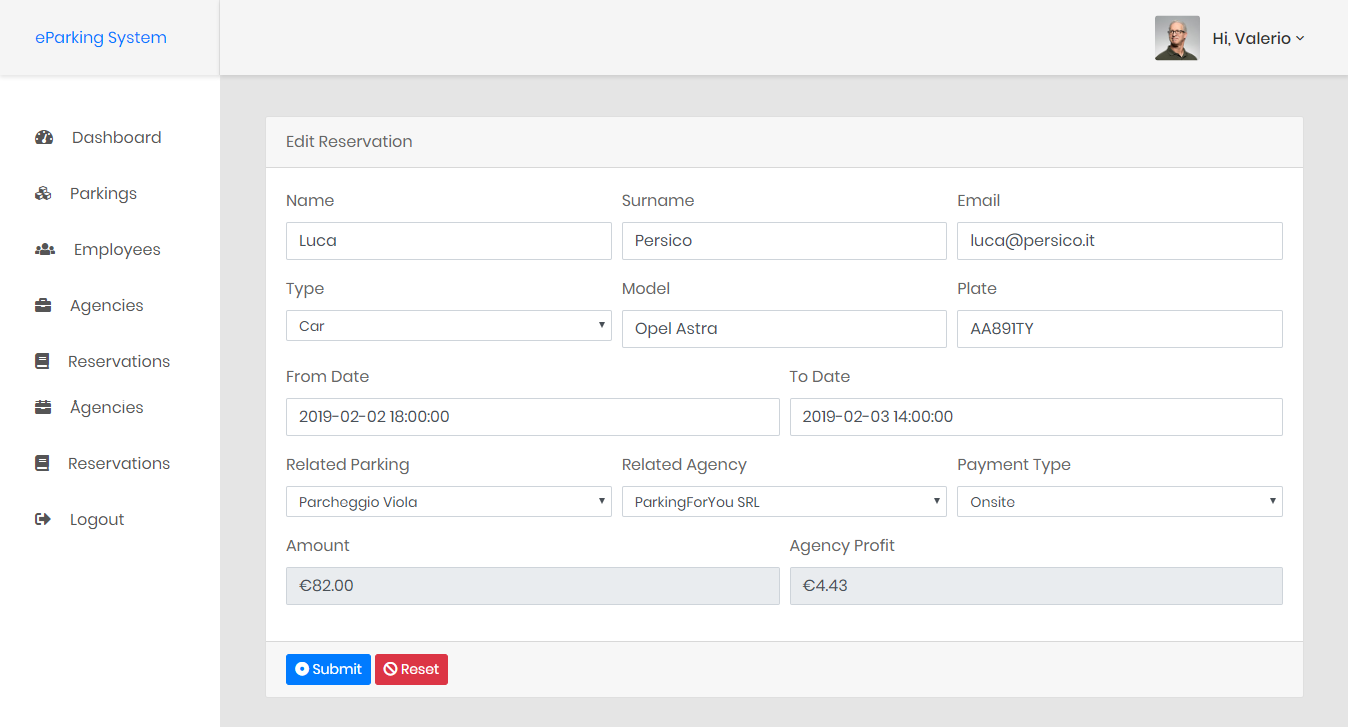 eParking System
Hi, Valerio
Dashboard
Parkings
Employees
Agencies
Reservations
Agencies
Reservations
Logout
Edit Reservation
Name Surname Email
Luca Persico luca@persico.it
Type Model Plate
Car Opel Astra AA891TY
From Date To Date
2019-02-02 18:00:00 2019-02-03 14:00:00
Related Parking Related Agency Payment Type
Parcheggio Viola ParkingForYou SRL Onsite
Amount Agency Profit
€82.00 €4.43
Submit Reset